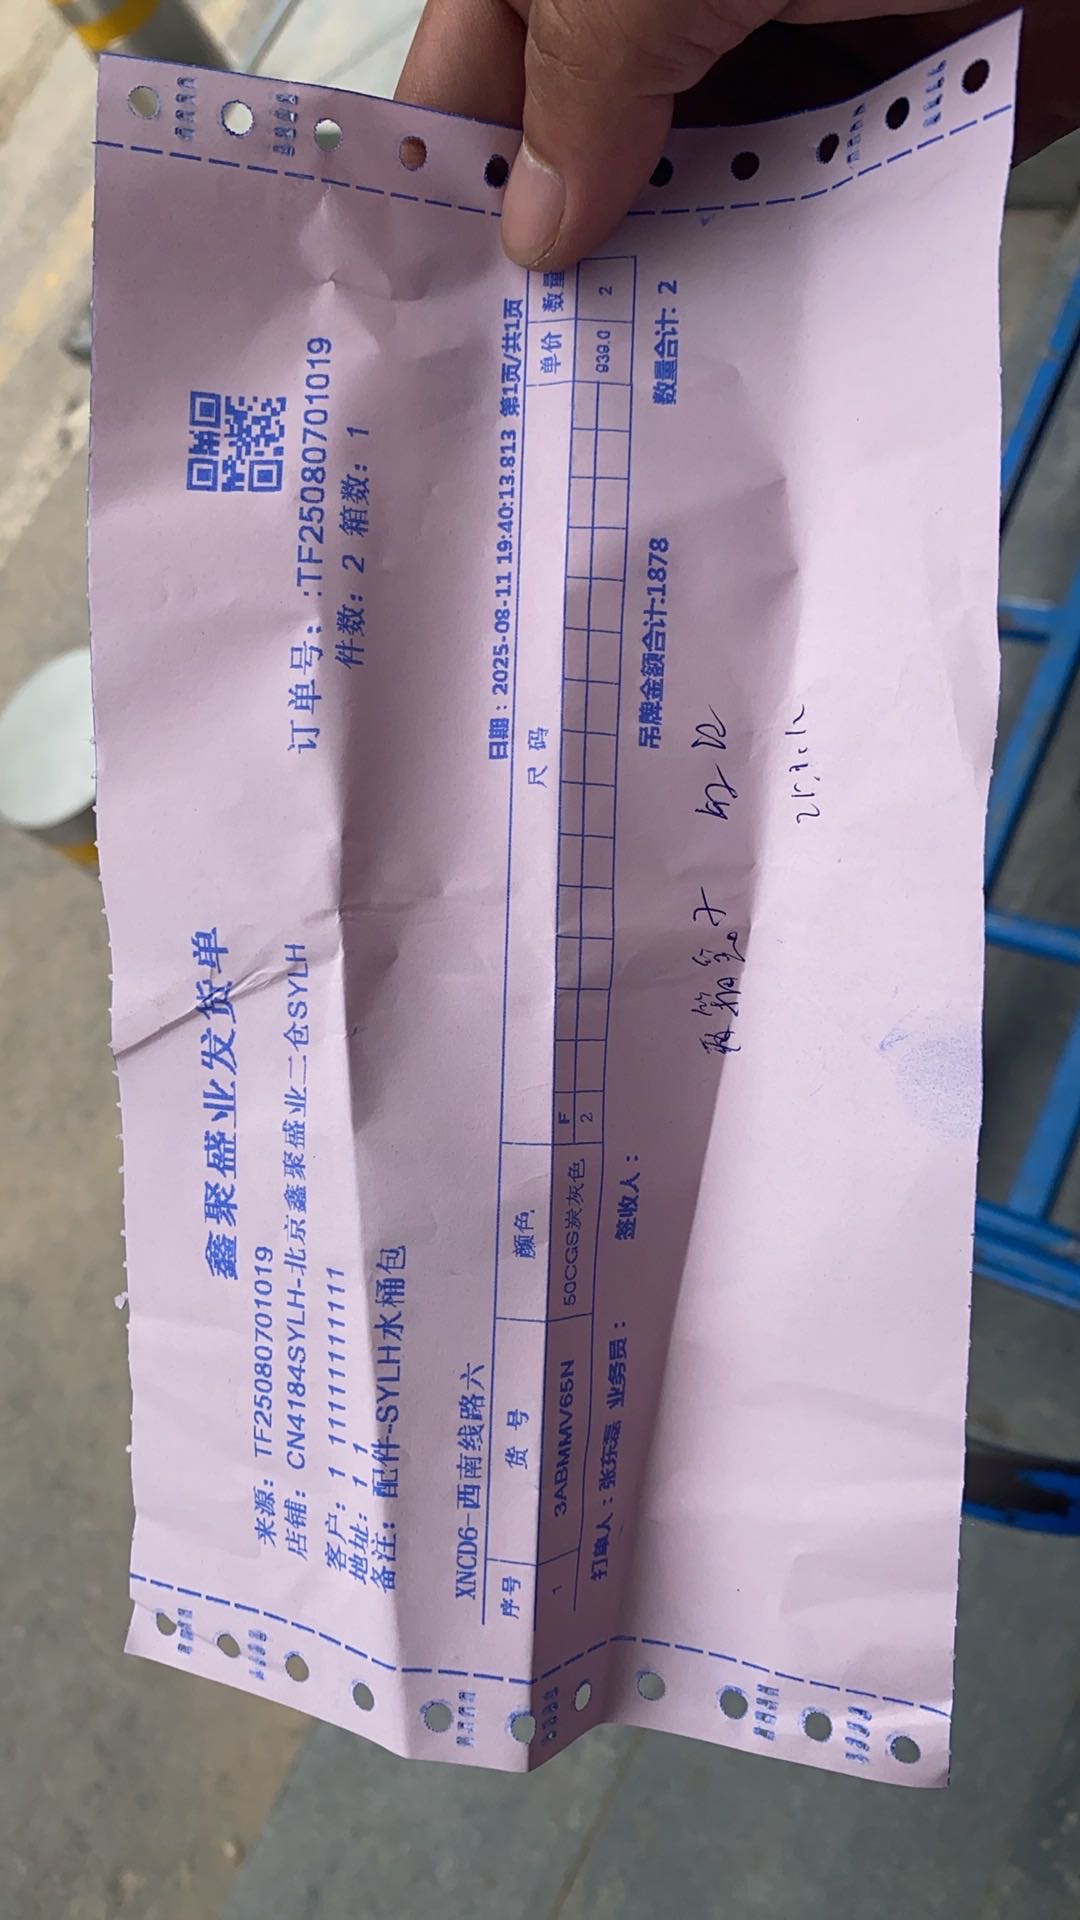 鑫聚盛业发货单
来源: TF25080701019
订单号: :TF25080701019
店铺: CN4184SYLH-北京鑫聚盛业二仓SYLH
件数: 2 箱数: 1
客户: 1 11111111111
地址: 1 1
备注: 配件-SYLH水桶包
XNCD6-西南线路六
日期：2025-08-11 19:40:13.813 第1页/共1页
序号 货号 颜色 尺码 单价 数量
1 3ABMMV65N 50CGS炭灰色 F 939.0 2
2
打单人：张东磊 业务员： 签收人： 吊牌金额合计:1878 数量合计: 2